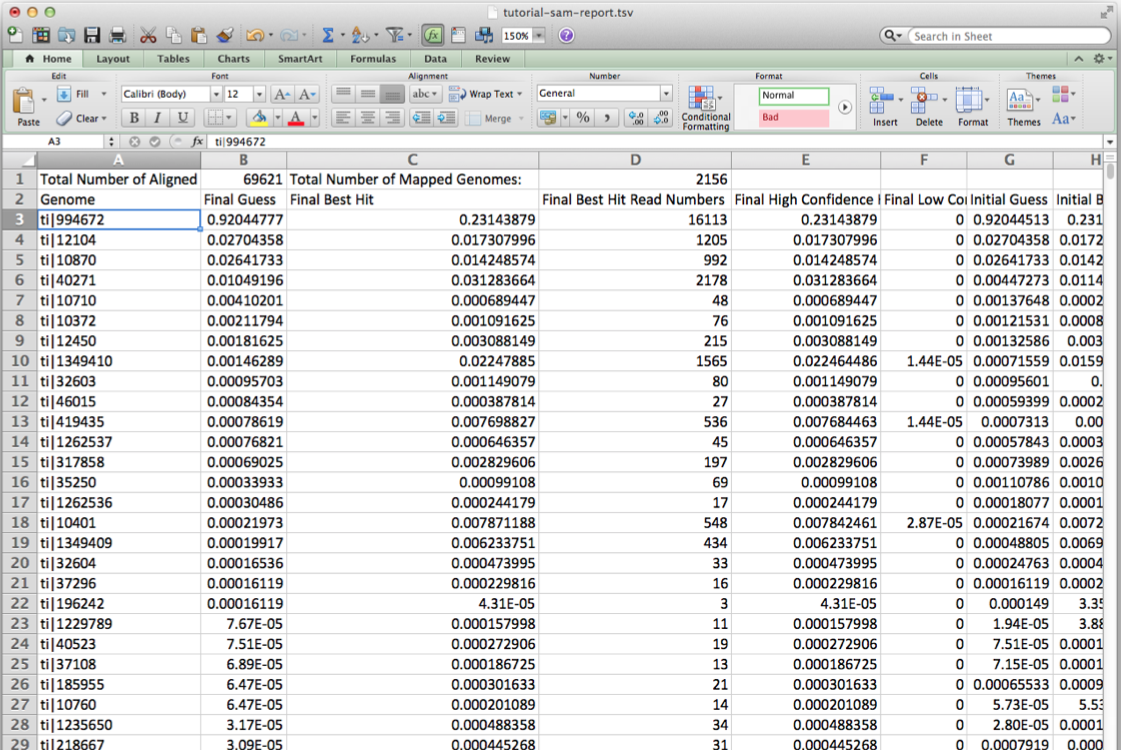 tutorial-sam-report.tsv
150%
Search in Sheet
Home Layout Tables Charts SmartArt Formulas Data Review
Edit Font Alignment Number Format Cells Themes
Fill Calibri (Body) 12 A A abc Wrap Text General Normal
Paste Clear B I U A Merge % Conditional Formatting Bad Insert Delete Format Themes Aa
A3 fx ti|994672
A B C D E F G H
1 Total Number of Aligned 69621 Total Number of Mapped Genomes: 2156
2 Genome Final Guess Final Best Hit Final Best Hit Read Numbers Final High Confidence Final Low Co Initial Guess Initial B
3 ti|994672 0.92044777 0.23143879 16113 0.23143879 0 0.92044513 0.231
4 ti|12104 0.02704358 0.017307996 1205 0.017307996 0 0.02704358 0.0172
5 ti|10870 0.02641733 0.014248574 992 0.014248574 0 0.02641733 0.0142
6 ti|40271 0.01049196 0.031283664 2178 0.031283664 0 0.00447273 0.0114
7 ti|10710 0.00410201 0.000689447 48 0.000689447 0 0.00137648 0.0002
8 ti|10372 0.00211794 0.001091625 76 0.001091625 0 0.00121531 0.0008
9 ti|12450 0.00181625 0.003088149 215 0.003088149 0 0.00132586 0.003
10 ti|1349410 0.00146289 0.02247885 1565 0.022464486 1.44E-05 0.00071559 0.0159
11 ti|32603 0.00095703 0.001149079 80 0.001149079 0 0.00095601 0.
12 ti|46015 0.00084354 0.000387814 27 0.000387814 0 0.00059399 0.0002
13 ti|419435 0.00078619 0.007698827 536 0.007684463 1.44E-05 0.0007313 0.00
14 ti|1262537 0.00076821 0.000646357 45 0.000646357 0 0.00057843 0.0003
15 ti|317858 0.00069025 0.002829606 197 0.002829606 0 0.00073989 0.0026
16 ti|35250 0.00033933 0.00099108 69 0.00099108 0 0.00110786 0.0010
17 ti|1262536 0.00030486 0.000244179 17 0.000244179 0 0.00018077 0.0001
18 ti|10401 0.00021973 0.007871188 548 0.007842461 2.87E-05 0.00021674 0.0072
19 ti|1349409 0.00019917 0.006233751 434 0.006233751 0 0.00048805 0.0069
20 ti|32604 0.00016536 0.000473995 33 0.000473995 0 0.00024763 0.0004
21 ti|37296 0.00016119 0.000229816 16 0.000229816 0 0.00016119 0.0002
22 ti|196242 0.00016119 4.31E-05 3 4.31E-05 0 0.000149 3.35
23 ti|1229789 7.67E-05 0.000157998 11 0.000157998 0 1.94E-05 3.88
24 ti|40523 7.51E-05 0.000272906 19 0.000272906 0 7.51E-05 0.0001
25 ti|37108 6.89E-05 0.000186725 13 0.000186725 0 7.15E-05 0.0001
26 ti|185955 6.47E-05 0.000301633 21 0.000301633 0 0.00065533 0.0009
27 ti|10760 6.47E-05 0.000201089 14 0.000201089 0 5.73E-05 5.53
28 ti|1235650 3.17E-05 0.000488358 34 0.000488358 0 2.80E-05 0.0001
29 ti|218667 3.09E-05 0.000445268 31 0.000445268 0 0.0007919 0.000